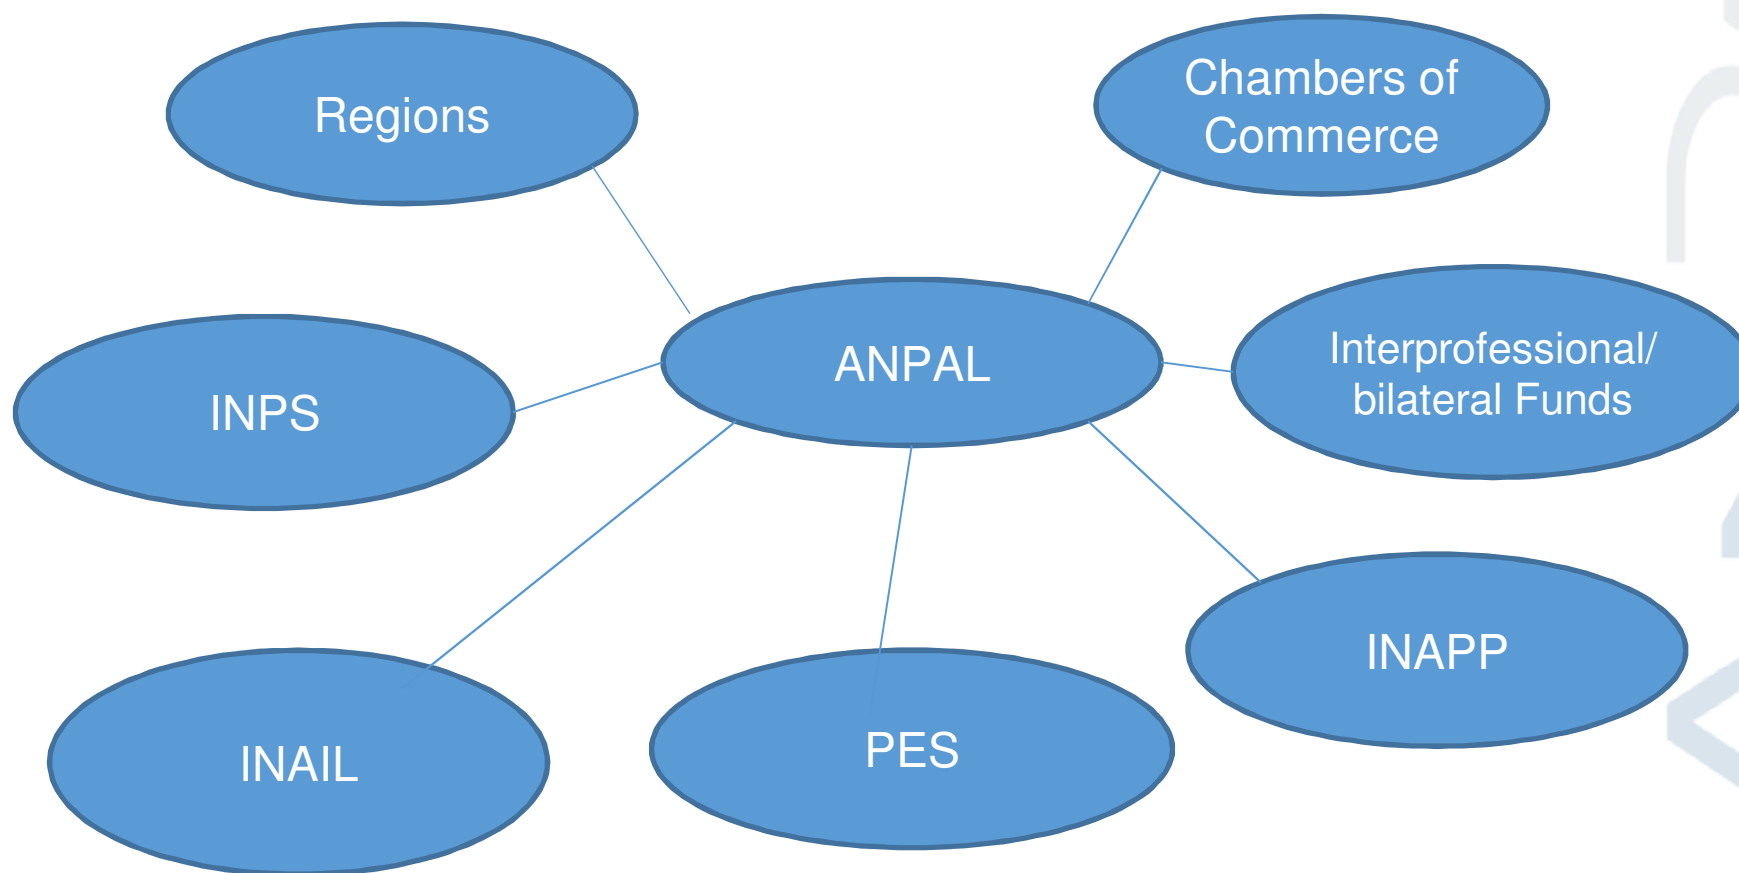 Regions
Chambers of
Commerce
ANPAL
Interprofessional/
bilateral Funds
INPS
INAPP
INAIL
PES